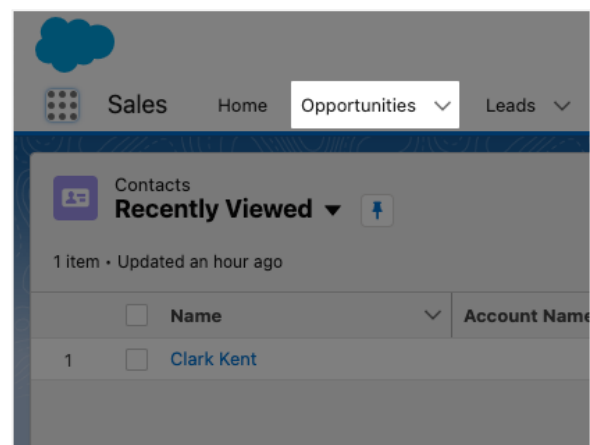 Sales Home Opportunities Leads
Contacts
Recently Viewed
1 item • Updated an hour ago
Name Account Name
1 Clark Kent